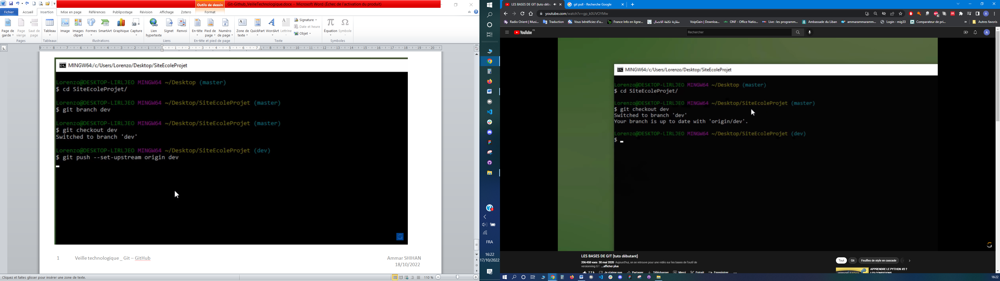 Outils de dessin
Git-Github_VeilleTechnologique.docx - Microsoft Word (Échec de l'activation du produit)
Fichier Accueil Insertion Mise en page Références Publipostage Révision Affichage Zotero Format
Page de garde Page vierge Saut de page Tableau Image Images clipart Formes SmartArt Graphique Capture Lien hypertexte Signet Renvoi En-tête Pied de page Numéro de page Zone de texte QuickPart WordArt Lettrine Signature Date et heure Objet Équation Symbole
Pages Tableaux Illustrations Liens En-tête et pied de page Texte Symboles
MINGW64:/c/Users/Lorenzo/Desktop/SiteEcoleProjet
Lorenzo@DESKTOP-LIRLJEO MINGW64 ~/Desktop (master)
$ cd SiteEcoleProjet/
Lorenzo@DESKTOP-LIRLJEO MINGW64 ~/Desktop/SiteEcoleProjet (master)
$ git branch dev
Lorenzo@DESKTOP-LIRLJEO MINGW64 ~/Desktop/SiteEcoleProjet (master)
$ git checkout dev
Switched to branch 'dev'
Lorenzo@DESKTOP-LIRLJEO MINGW64 ~/Desktop/SiteEcoleProjet (dev)
$ git push --set-upstream origin dev
1 Veille technologique _ Git – GitHub Ammar SHIHAN
18/10/2022
Cliquez et faites glisser pour insérer une zone de texte. 110 %
FRA
16:22
17/10/2022
LES BASES DE GIT (tuto débu
git pull - Recherche Google
youtube.com/watch?v=gp_k0UVOYMw
Radio Orient | Musi... Traduction Vous bénéficiez d'u... France Info en ligne... مقارنة تكلفة الاتصال VoipGain | Downloa... ONF - Office Natio... Live : les programm... Ambassade du Liban ammarammaramm... Login - mig33 Comparateur de pri... » Autres favoris
YouTube FR
Rechercher
MINGW64:/c/Users/Lorenzo/Desktop/SiteEcoleProjet
Lorenzo@DESKTOP-LIRLJEO MINGW64 ~/Desktop (master)
$ cd SiteEcoleProjet/
Lorenzo@DESKTOP-LIRLJEO MINGW64 ~/Desktop/SiteEcoleProjet (master)
$ git checkout dev
Switched to branch 'dev'
Your branch is up to date with 'origin/dev'.
Lorenzo@DESKTOP-LIRLJEO MINGW64 ~/Desktop/SiteEcoleProjet (dev)
$
LES BASES DE GIT (tuto débutant)
206 458 vues 30 mai 2020 Aujourd'hui, on se retrouve pour une vidéo sur les bases de l'outil de
versionning GIT ...afficher plus
7,2 k Je n'aime pas Partager Télécharger Merci Extrait Enregistrer ...
Tout Git Feuilles de style en cascade
APPRENDRE LE PYTHON #3 ?
LES CONDITIONS
16:22